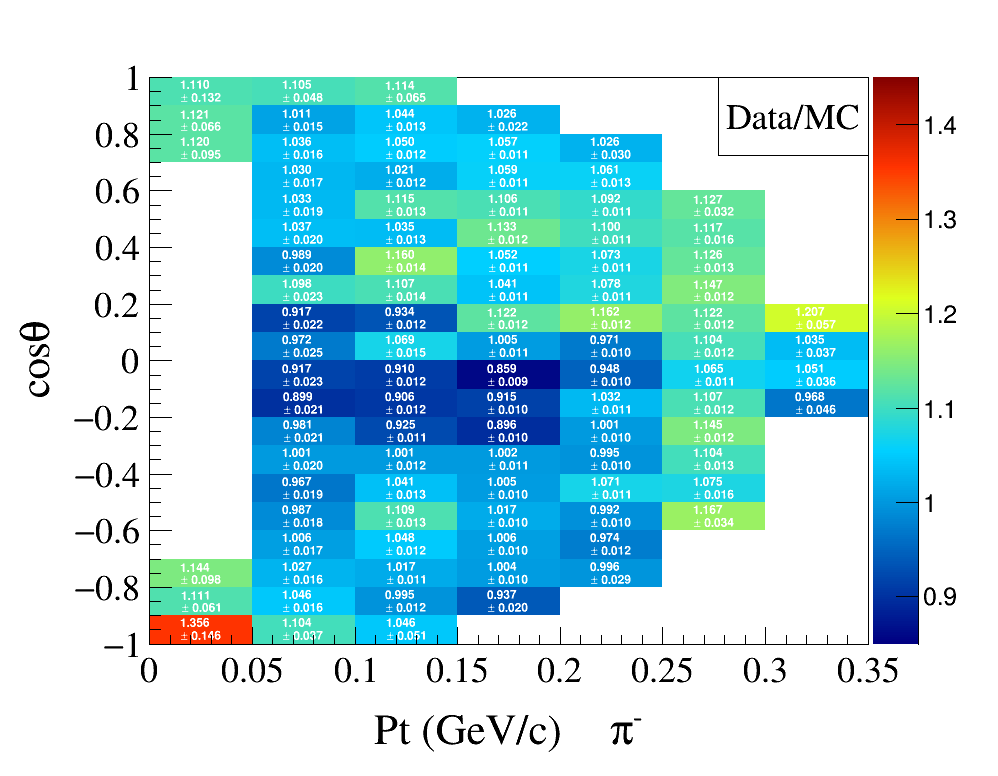 Data/MC
1
0.8
0.6
0.4
0.2
0
−0.2
−0.4
−0.6
−0.8
−1
cosθ
1.110 1.105 1.114
± 0.132 ± 0.048 ± 0.065
1.121 1.011 1.044 1.026
± 0.066 ± 0.015 ± 0.013 ± 0.022
1.120 1.036 1.050 1.057 1.026
± 0.095 ± 0.016 ± 0.012 ± 0.011 ± 0.030
1.030 1.021 1.059 1.061
± 0.017 ± 0.012 ± 0.011 ± 0.013
1.033 1.115 1.106 1.092 1.127
± 0.019 ± 0.013 ± 0.011 ± 0.011 ± 0.032
1.037 1.035 1.133 1.100 1.117
± 0.020 ± 0.013 ± 0.012 ± 0.011 ± 0.016
0.989 1.160 1.052 1.073 1.126
± 0.020 ± 0.014 ± 0.011 ± 0.011 ± 0.013
1.098 1.107 1.041 1.078 1.147
± 0.023 ± 0.014 ± 0.011 ± 0.011 ± 0.012
0.917 0.934 1.122 1.162 1.122 1.207
± 0.022 ± 0.012 ± 0.012 ± 0.012 ± 0.012 ± 0.057
0.972 1.069 1.005 0.971 1.104 1.035
± 0.025 ± 0.015 ± 0.011 ± 0.010 ± 0.012 ± 0.037
0.917 0.910 0.859 0.948 1.065 1.051
± 0.023 ± 0.012 ± 0.009 ± 0.010 ± 0.011 ± 0.036
0.899 0.906 0.915 1.032 1.107 0.968
± 0.021 ± 0.012 ± 0.010 ± 0.011 ± 0.012 ± 0.046
0.981 0.925 0.896 1.001 1.145
± 0.021 ± 0.011 ± 0.010 ± 0.010 ± 0.012
1.001 1.001 1.002 0.995 1.104
± 0.020 ± 0.012 ± 0.011 ± 0.010 ± 0.013
0.967 1.041 1.005 1.071 1.075
± 0.019 ± 0.013 ± 0.010 ± 0.011 ± 0.016
0.987 1.109 1.017 0.992 1.167
± 0.018 ± 0.013 ± 0.010 ± 0.010 ± 0.034
1.006 1.048 1.006 0.974
± 0.017 ± 0.012 ± 0.010 ± 0.012
1.144 1.027 1.017 1.004 0.996
± 0.098 ± 0.016 ± 0.011 ± 0.010 ± 0.029
1.111 1.046 0.995 0.937
± 0.061 ± 0.016 ± 0.012 ± 0.020
1.356 1.104 1.046
± 0.146 ± 0.037 ± 0.051
0 0.05 0.1 0.15 0.2 0.25 0.3 0.35
Pt (GeV/c) π⁻
1.4
1.3
1.2
1.1
1
0.9